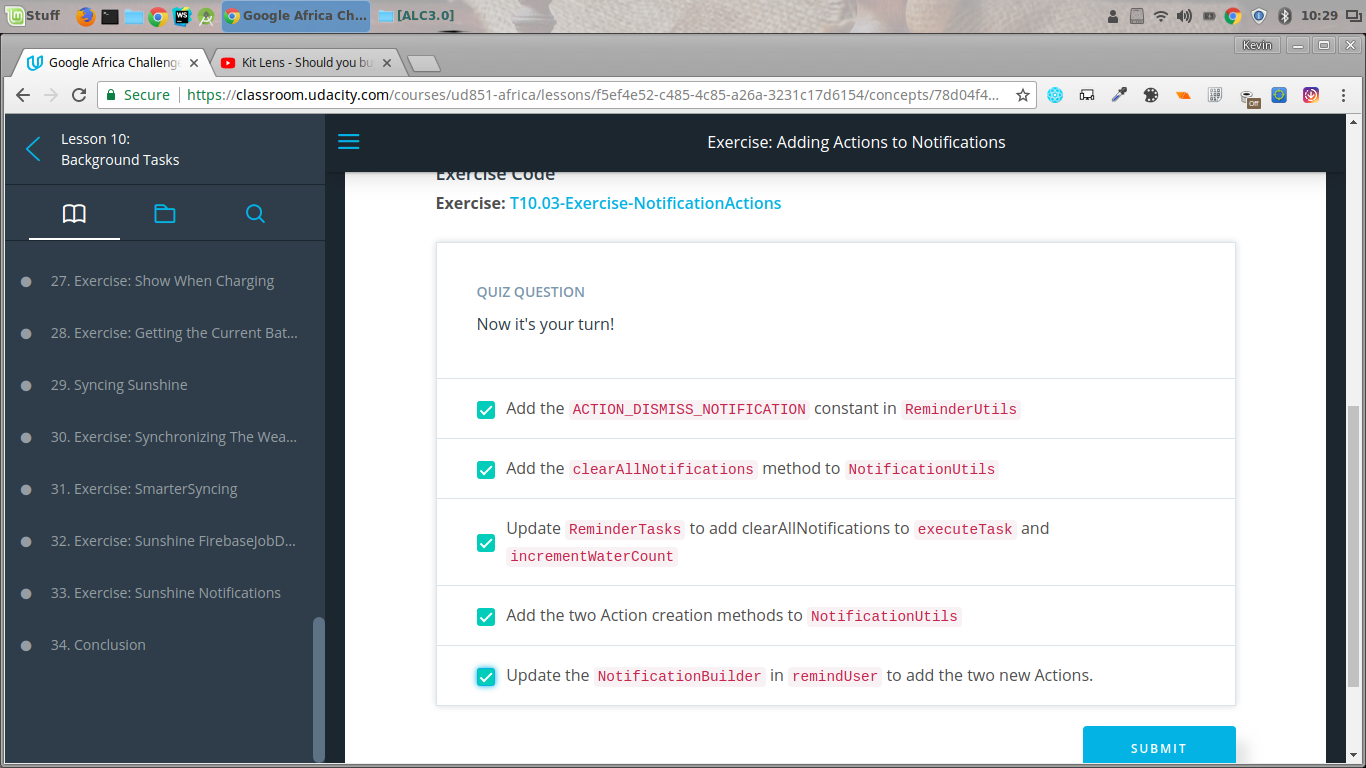 Stuff
Google Africa Ch...
[ALC3.0]
10:29
Kevin
Google Africa Challeng
Kit Lens - Should you bu
Secure
https://classroom.udacity.com/courses/ud851-africa/lessons/f5ef4e52-c485-4c85-a26a-3231c17d6154/concepts/78d04f4...
Off
Lesson 10:
Background Tasks
27. Exercise: Show When Charging
28. Exercise: Getting the Current Bat...
29. Syncing Sunshine
30. Exercise: Synchronizing The Wea...
31. Exercise: SmarterSyncing
32. Exercise: Sunshine FirebaseJobD...
33. Exercise: Sunshine Notifications
34. Conclusion
Exercise: Adding Actions to Notifications
Exercise Code
Exercise: T10.03-Exercise-NotificationActions
QUIZ QUESTION
Now it's your turn!
Add the ACTION_DISMISS_NOTIFICATION constant in ReminderUtils
Add the clearAllNotifications method to NotificationUtils
Update ReminderTasks to add clearAllNotifications to executeTask and
incrementWaterCount
Add the two Action creation methods to NotificationUtils
Update the NotificationBuilder in remindUser to add the two new Actions.
SUBMIT